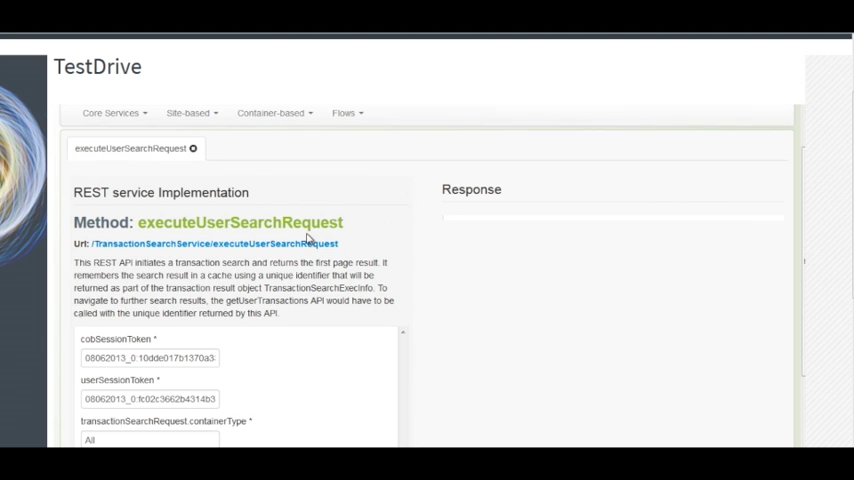 TestDrive
Core Services Site-based Container-based Flows
executeUserSearchRequest
REST service Implementation
Method: executeUserSearchRequest
Url: /TransactionSearchService/executeUserSearchRequest
This REST API initiates a transaction search and returns the first page result. It
remembers the search result in a cache using a unique identifier that will be
returned as part of the transaction result object TransactionSearchExecInfo. To
navigate to further search results, the getUserTransactions API would have to be
called with the unique identifier returned by this API.
cobSessionToken *
08062013_0:10dde017b1370a3
userSessionToken *
08062013_0:fc02c3662b4314b3
transactionSearchRequest.containerType *
All
Response